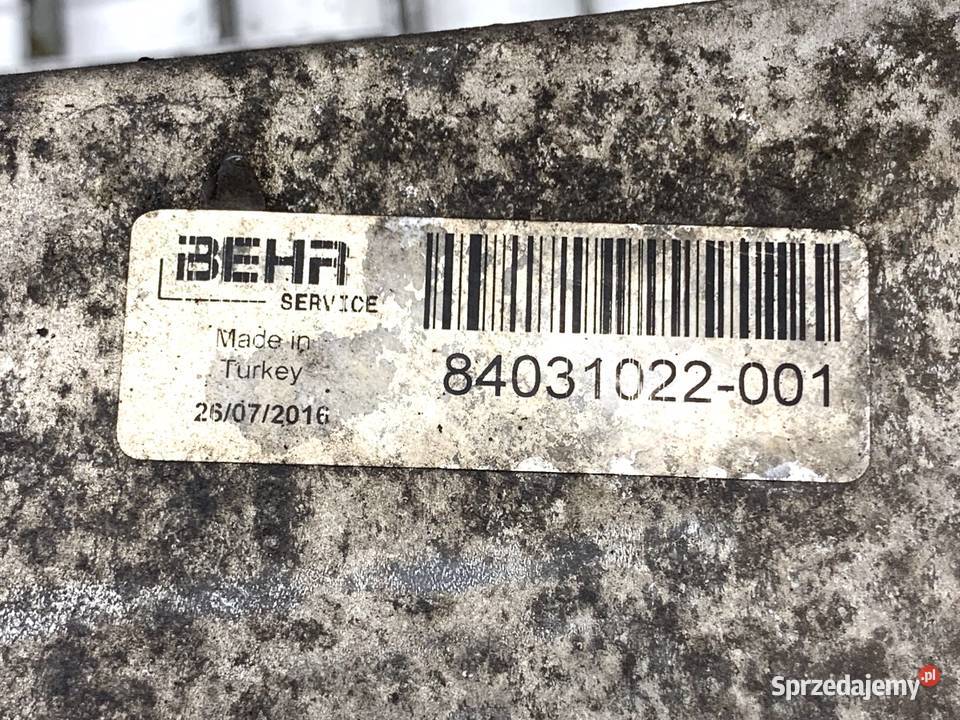 BEHR
SERVICE
Made in
Turkey
26/07/2016
84031022-001
Sprzedajemy.pl